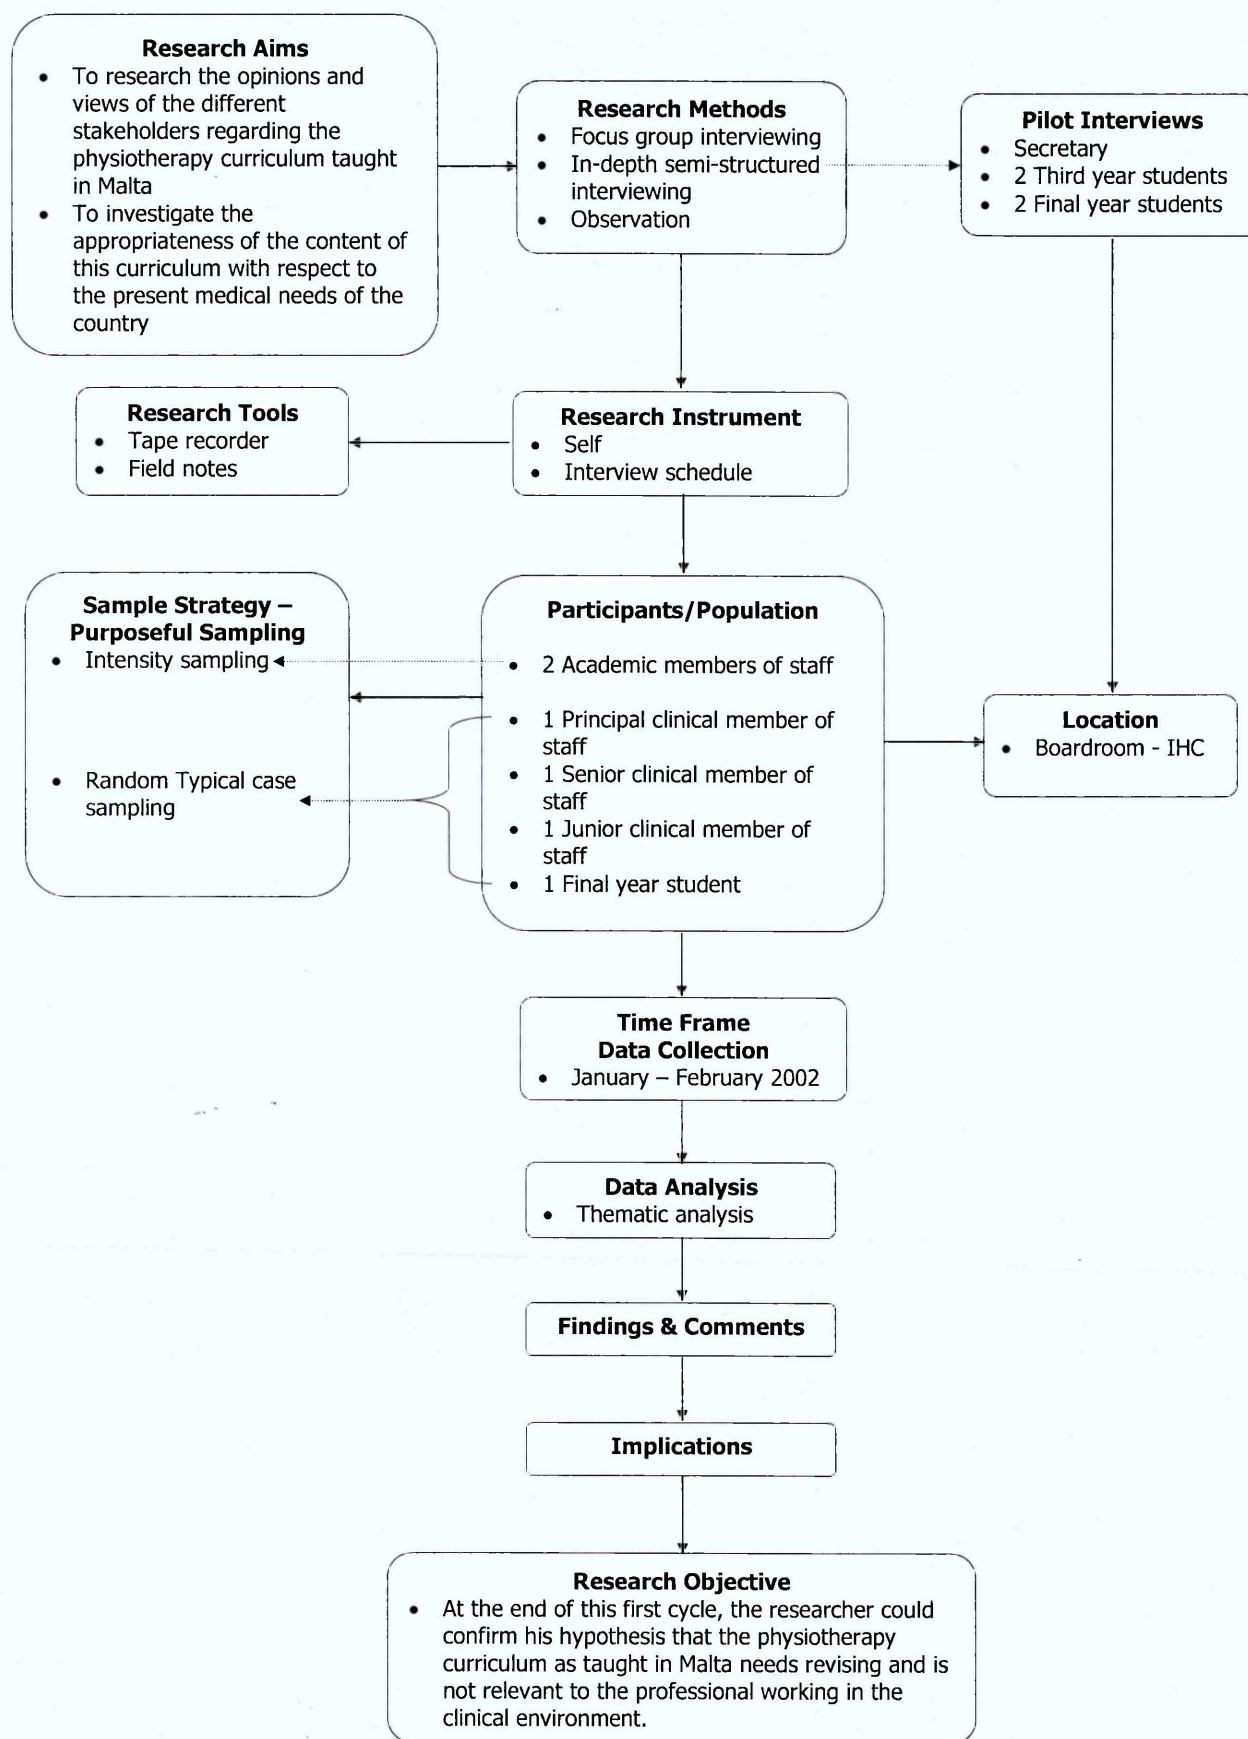 Research Aims
• To research the opinions and
views of the different
stakeholders regarding the
physiotherapy curriculum taught
in Malta
• To investigate the
appropriateness of the content of
this curriculum with respect to
the present medical needs of the
country
Research Methods
• Focus group interviewing
• In-depth semi-structured
interviewing
• Observation
Pilot Interviews
• Secretary
• 2 Third year students
• 2 Final year students
Research Tools
• Tape recorder
• Field notes
Research Instrument
• Self
• Interview schedule
Sample Strategy –
Purposeful Sampling
• Intensity sampling
• Random Typical case
sampling
Participants/Population
• 2 Academic members of staff
• 1 Principal clinical member of
staff
• 1 Senior clinical member of
staff
• 1 Junior clinical member of
staff
• 1 Final year student
Location
• Boardroom - IHC
Time Frame
Data Collection
• January – February 2002
Data Analysis
• Thematic analysis
Findings & Comments
Implications
Research Objective
• At the end of this first cycle, the researcher could
confirm his hypothesis that the physiotherapy
curriculum as taught in Malta needs revising and is
not relevant to the professional working in the
clinical environment.